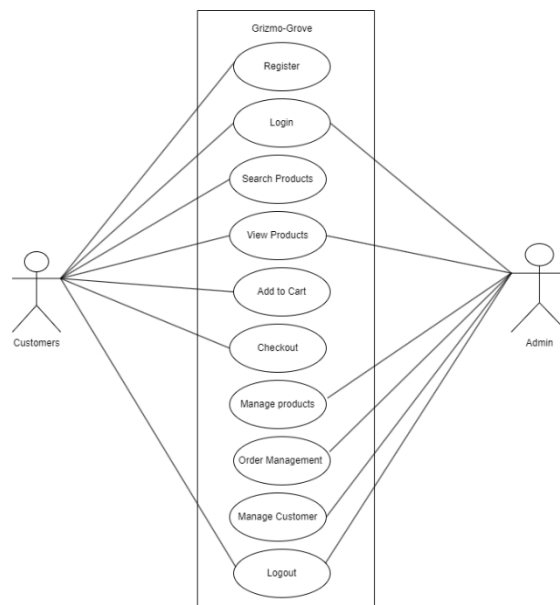 Grizmo-Grove
Register
Login
Search Products
View Products
Add to Cart
Customers
Admin
Checkout
Manage products
Order Management
Manage Customer
Logout